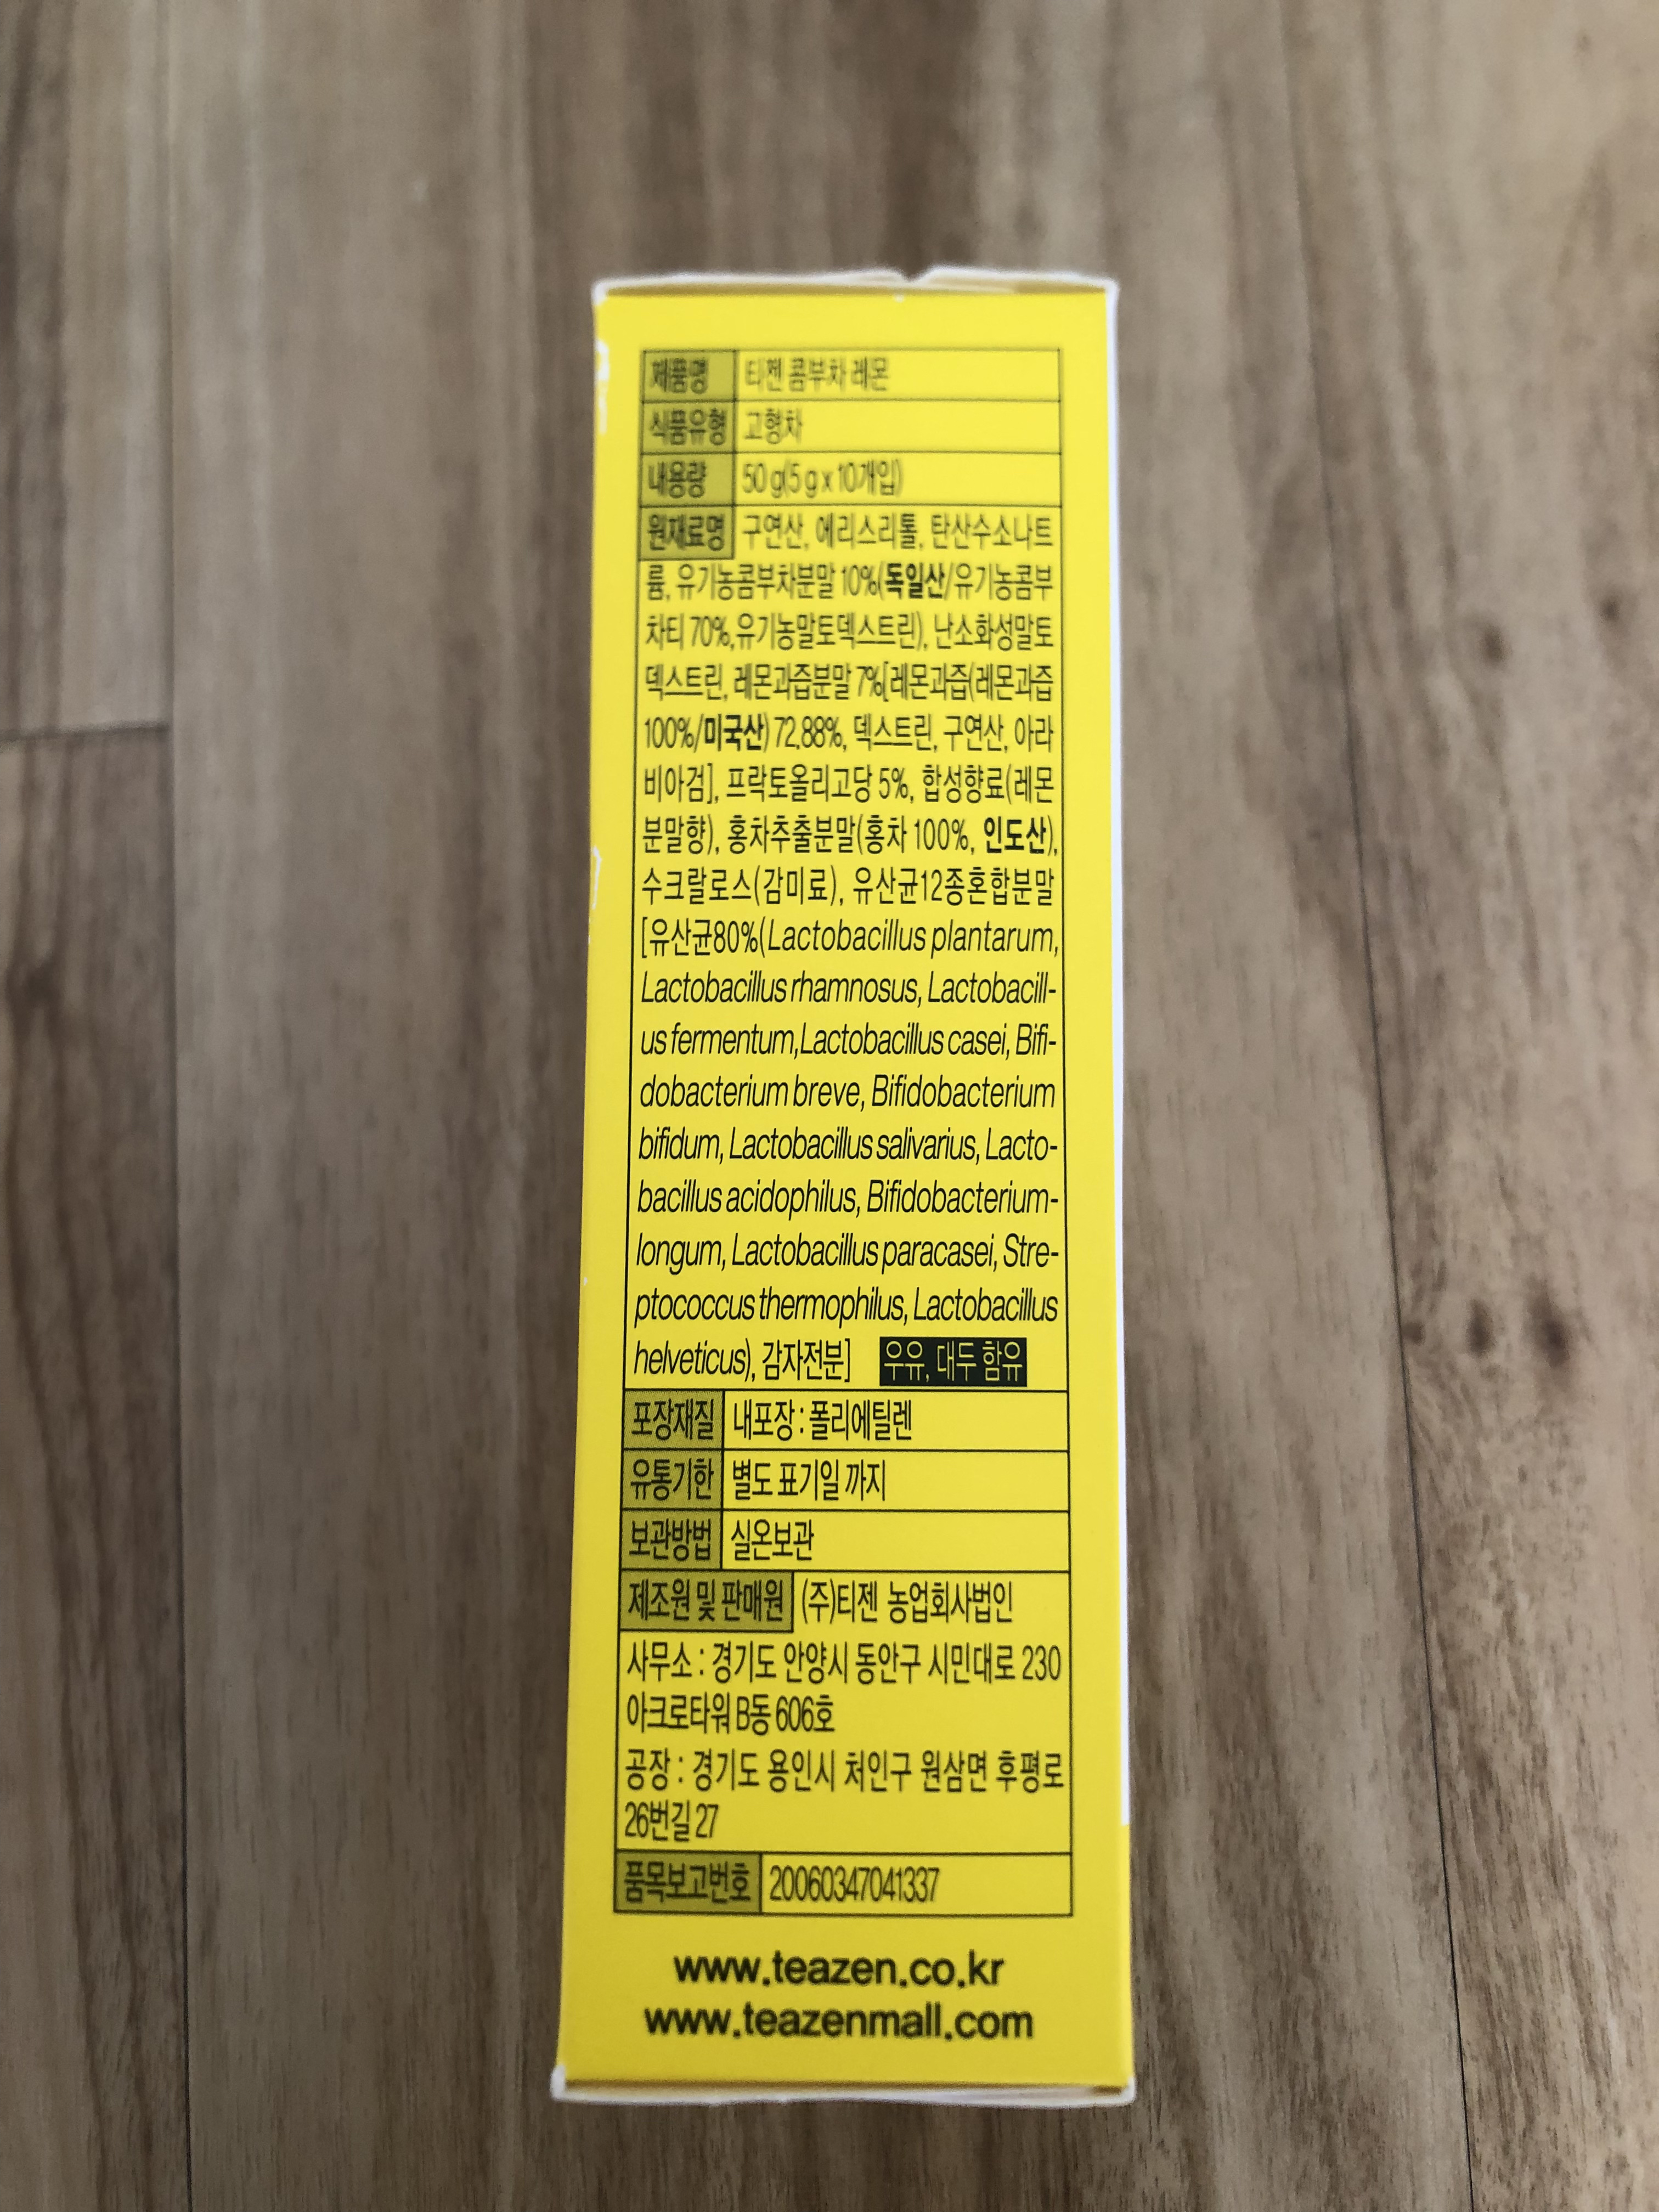 제품명 티젠 콤부차 레몬
식품유형 고형차
내용량 50 g(5 g x 10개입)
원재료명 구연산, 에리스리톨, 탄산수소나트
륨, 유기농콤부차분말 10%(독일산/유기농콤부
차티 70%,유기농말토덱스트린), 난소화성말토
덱스트린, 레몬과즙분말 7%[레몬과즙(레몬과즙
100%/미국산) 72.88%, 덱스트린, 구연산, 아라
비아검], 프락토올리고당 5%, 합성향료(레몬
분말향), 홍차추출분말(홍차 100%, 인도산),
수크랄로스(감미료), 유산균12종혼합분말
[유산균80%(Lactobacillus plantarum,
Lactobacillus rhamnosus, Lactobacill-
us fermentum,Lactobacillus casei, Bifi-
dobacterium breve, Bifidobacterium
bifidum, Lactobacillus salivarius, Lacto-
bacillus acidophilus, Bifidobacterium-
longum, Lactobacillus paracasei, Stre-
ptococcus thermophilus, Lactobacillus
helveticus), 감자전분] 우유, 대두 함유
포장재질 내포장 : 폴리에틸렌
유통기한 별도 표기일 까지
보관방법 실온보관
제조원 및 판매원 (주)티젠 농업회사법인
사무소 : 경기도 안양시 동안구 시민대로 230
아크로타워 B동 606호
공장 : 경기도 용인시 처인구 원삼면 후평로
26번길 27
품목보고번호 20060347041337
www.teazen.co.kr
www.teazenmall.com